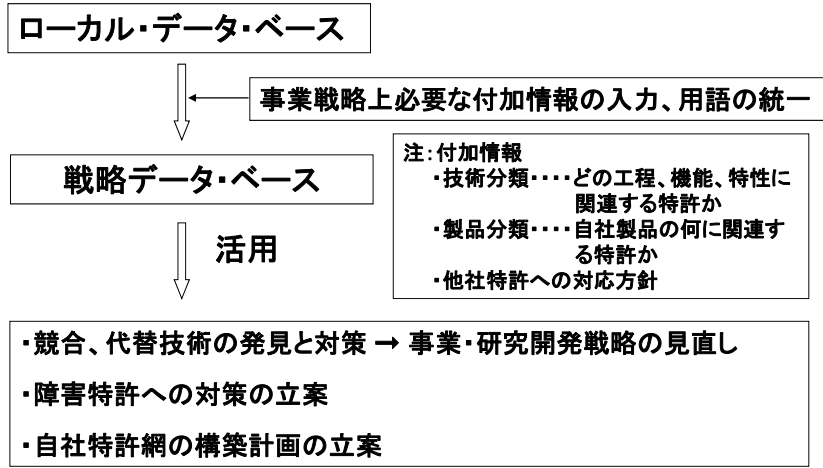 ローカル・データ・ベース
事業戦略上必要な付加情報の入力、用語の統一
戦略データ・ベース
注：付加情報
・技術分類････どの工程、機能、特性に
関連する特許か
・製品分類････自社製品の何に関連す
る特許か
・他社特許への対応方針
活用
・競合、代替技術の発見と対策 → 事業・研究開発戦略の見直し
・障害特許への対策の立案
・自社特許網の構築計画の立案